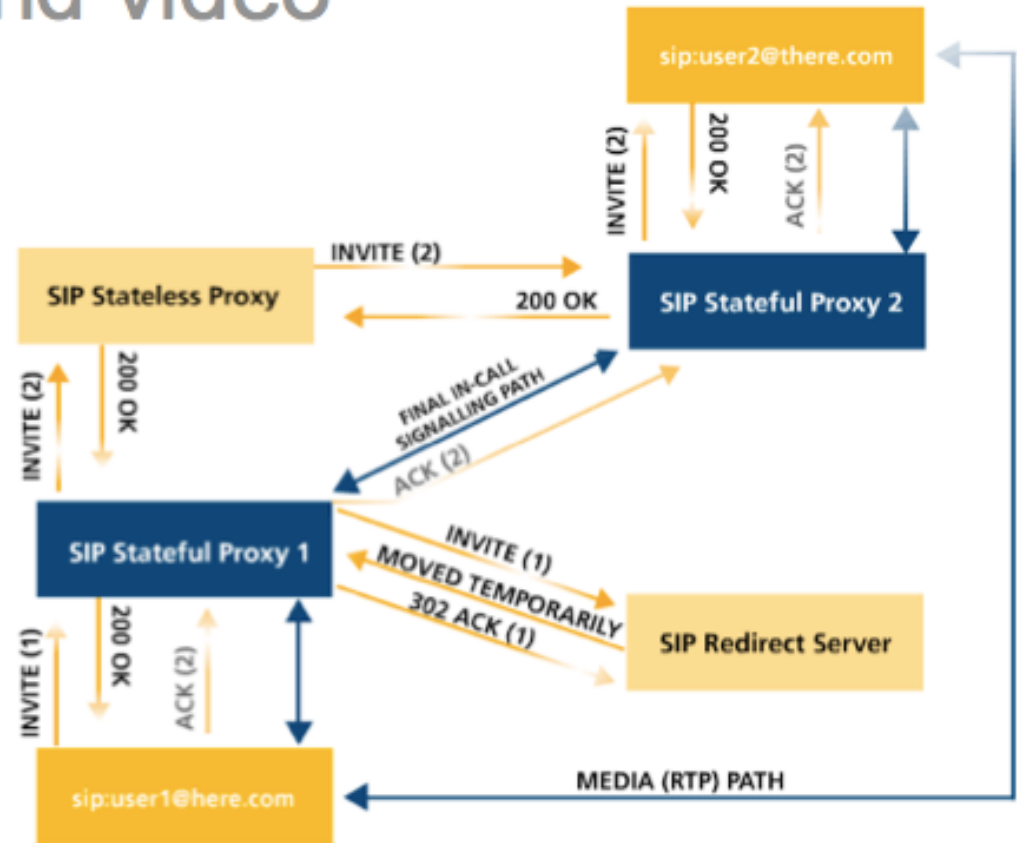 nd video
sip:user2@there.com
INVITE (2)
200 OK
ACK (2)
INVITE (2)
SIP Stateless Proxy
200 OK
SIP Stateful Proxy 2
INVITE (2)
200 OK
FINAL IN-CALL
SIGNALLING PATH
ACK (2)
SIP Stateful Proxy 1
INVITE (1)
MOVED TEMPORARILY
302 ACK (1)
SIP Redirect Server
INVITE (1)
200 OK
ACK (2)
MEDIA (RTP) PATH
sip:user1@here.com